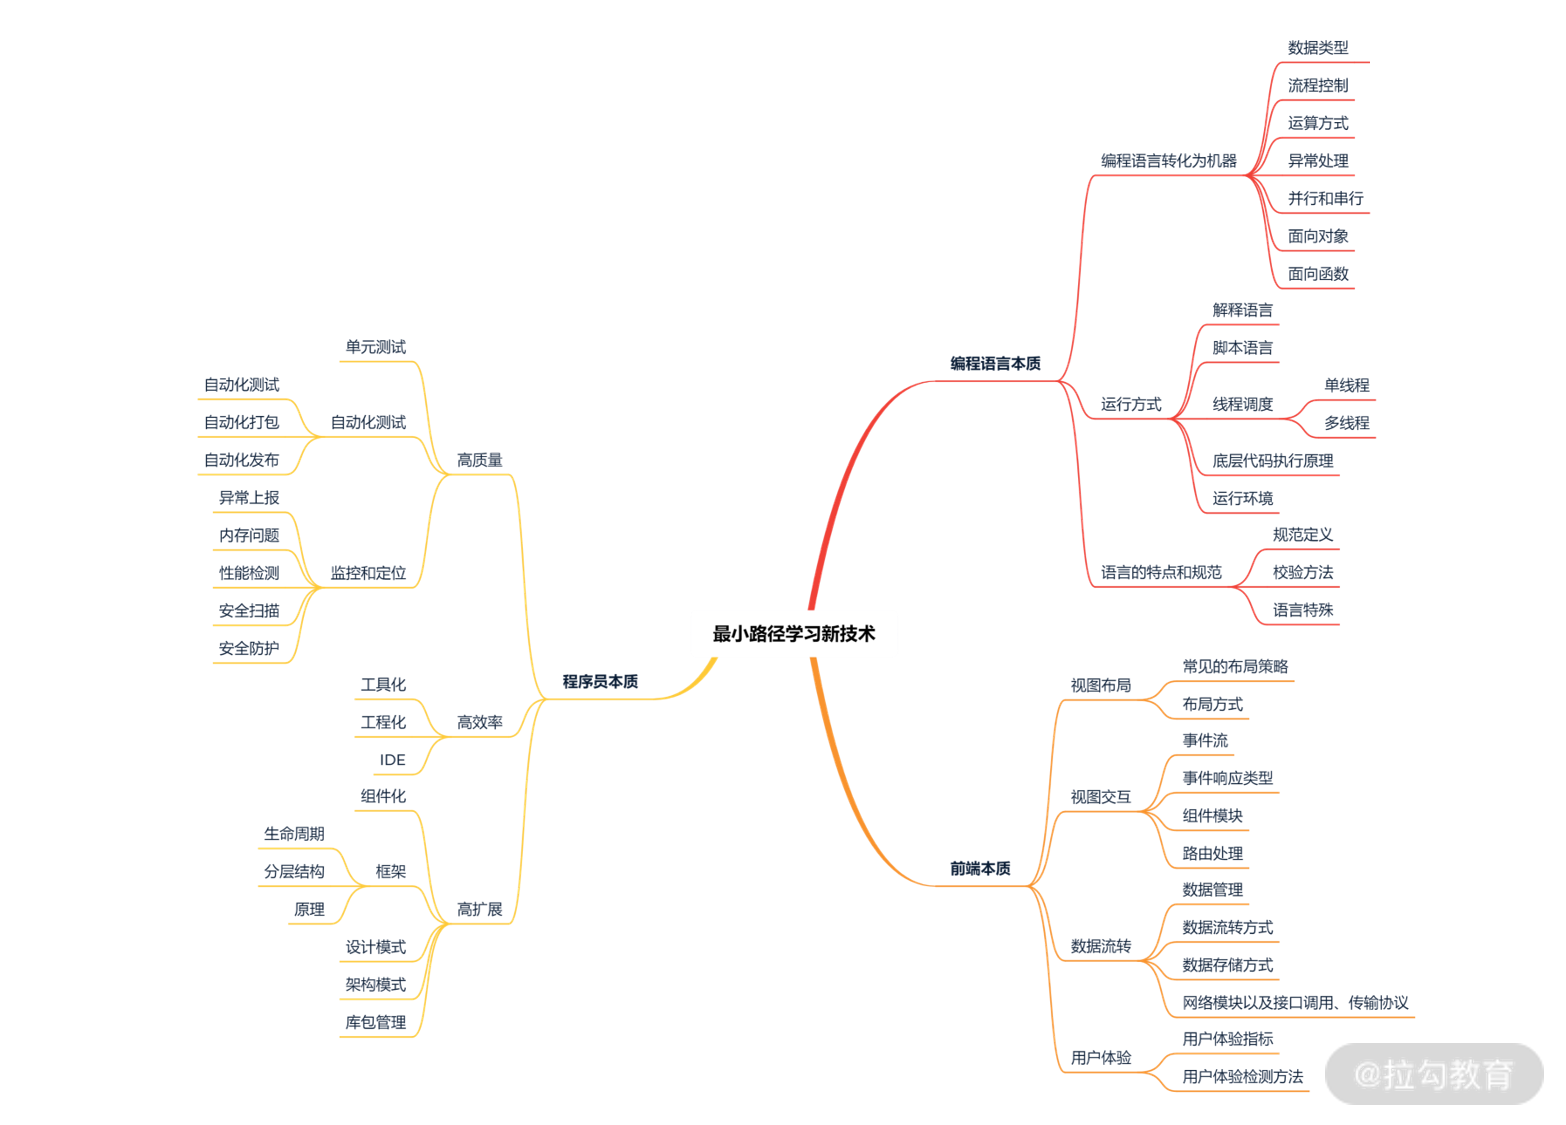 最小路径学习新技术
编程语言本质
编程语言转化为机器
数据类型
流程控制
运算方式
异常处理
并行和串行
面向对象
面向函数
运行方式
解释语言
脚本语言
线程调度
单线程
多线程
底层代码执行原理
运行环境
语言的特点和规范
规范定义
校验方法
语言特殊
前端本质
视图布局
常见的布局策略
布局方式
视图交互
事件流
事件响应类型
组件模块
路由处理
数据流转
数据管理
数据流转方式
数据存储方式
网络模块以及接口调用、传输协议
用户体验
用户体验指标
用户体验检测方法
程序员本质
高质量
单元测试
自动化测试
自动化测试
自动化打包
自动化发布
监控和定位
异常上报
内存问题
性能检测
安全扫描
安全防护
高效率
工具化
工程化
IDE
高扩展
组件化
框架
生命周期
分层结构
原理
设计模式
架构模式
库包管理
@拉勾教育